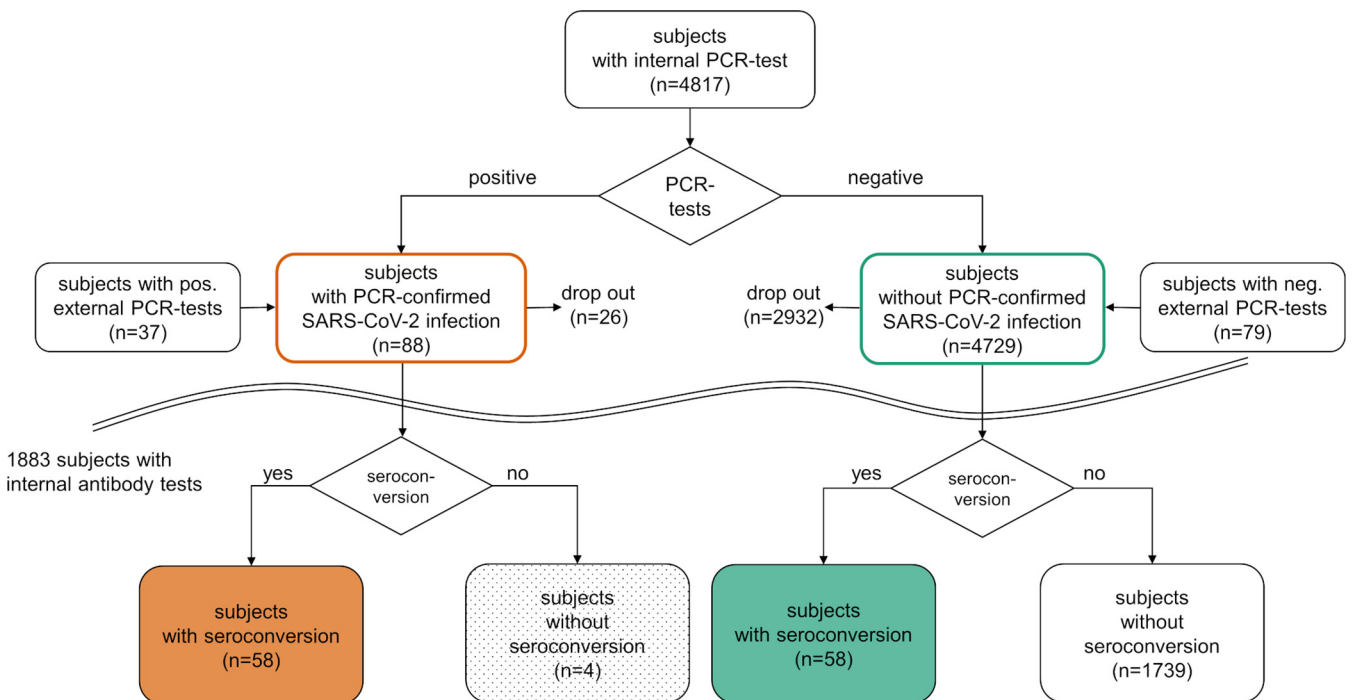 subjects
with internal PCR-test
(n=4817)
PCR-
tests
positive
negative
subjects with pos.
external PCR-tests
(n=37)
subjects
with PCR-confirmed
SARS-CoV-2 infection
(n=88)
drop out
(n=26)
drop out
(n=2932)
subjects
without PCR-confirmed
SARS-CoV-2 infection
(n=4729)
subjects with neg.
external PCR-tests
(n=79)
1883 subjects with
internal antibody tests
yes
serocon-
version
no
yes
serocon-
version
no
subjects
with seroconversion
(n=58)
subjects
without
seroconversion
(n=4)
subjects
with seroconversion
(n=58)
subjects
without
seroconversion
(n=1739)